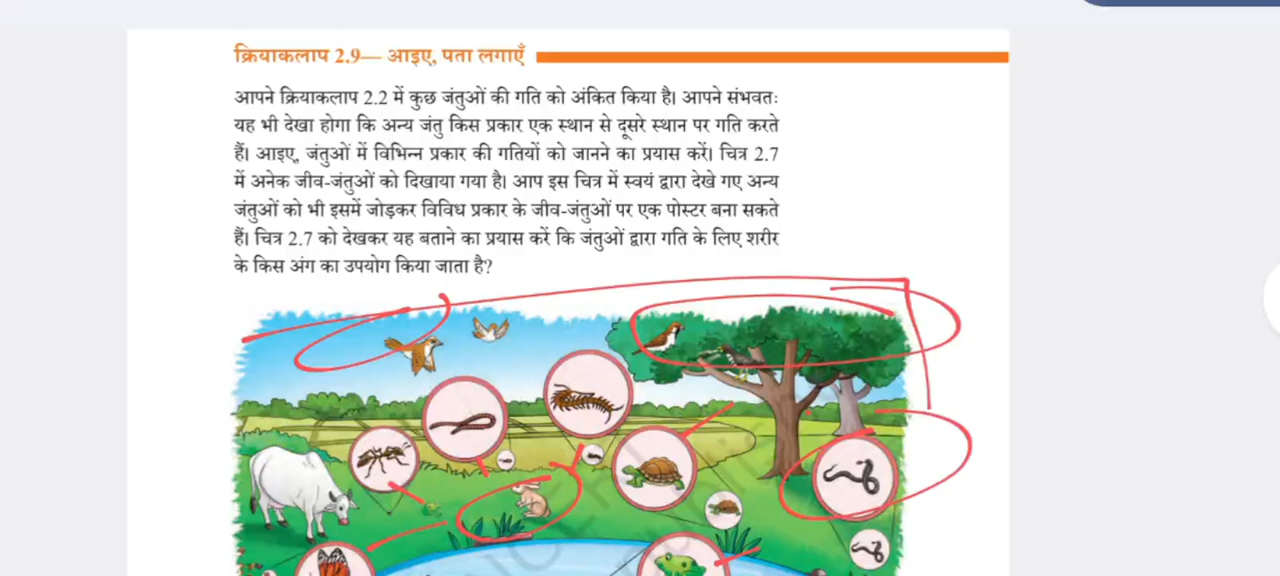 क्रियाकलाप 2.9— आइए, पता लगाएँ
आपने क्रियाकलाप 2.2 में कुछ जंतुओं की गति को अंकित किया है। आपने संभवतः
यह भी देखा होगा कि अन्य जंतु किस प्रकार एक स्थान से दूसरे स्थान पर गति करते
हैं। आइए, जंतुओं में विभिन्न प्रकार की गतियों को जानने का प्रयास करें। चित्र 2.7
में अनेक जीव-जंतुओं को दिखाया गया है। आप इस चित्र में स्वयं द्वारा देखे गए अन्य
जंतुओं को भी इसमें जोड़कर विविध प्रकार के जीव-जंतुओं पर एक पोस्टर बना सकते
हैं। चित्र 2.7 को देखकर यह बताने का प्रयास करें कि जंतुओं द्वारा गति के लिए शरीर
के किस अंग का उपयोग किया जाता है?